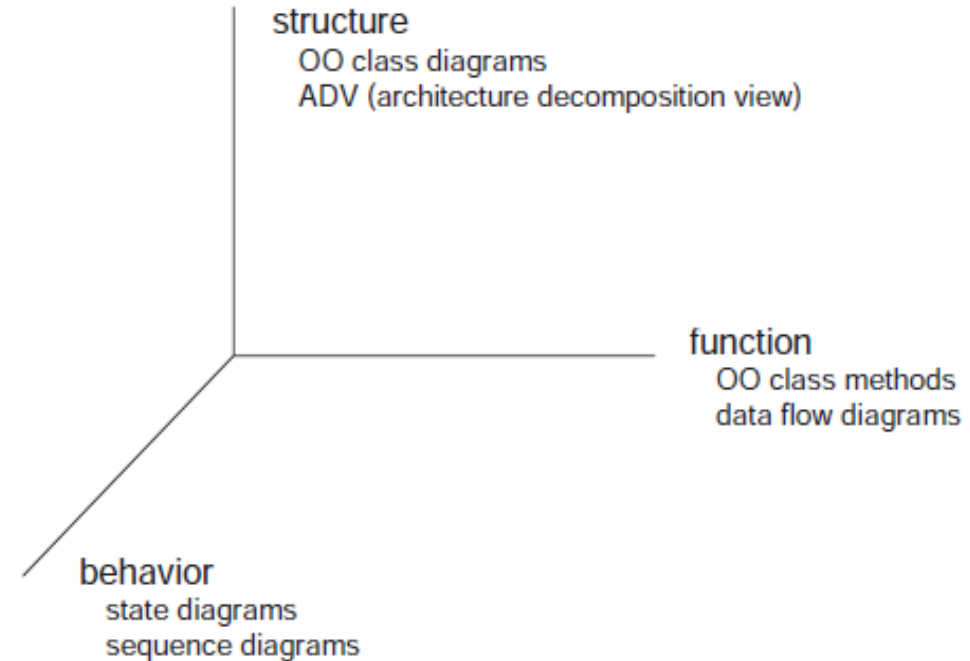 structure
OO class diagrams
ADV (architecture decomposition view)
function
OO class methods
data flow diagrams
behavior
state diagrams
sequence diagrams